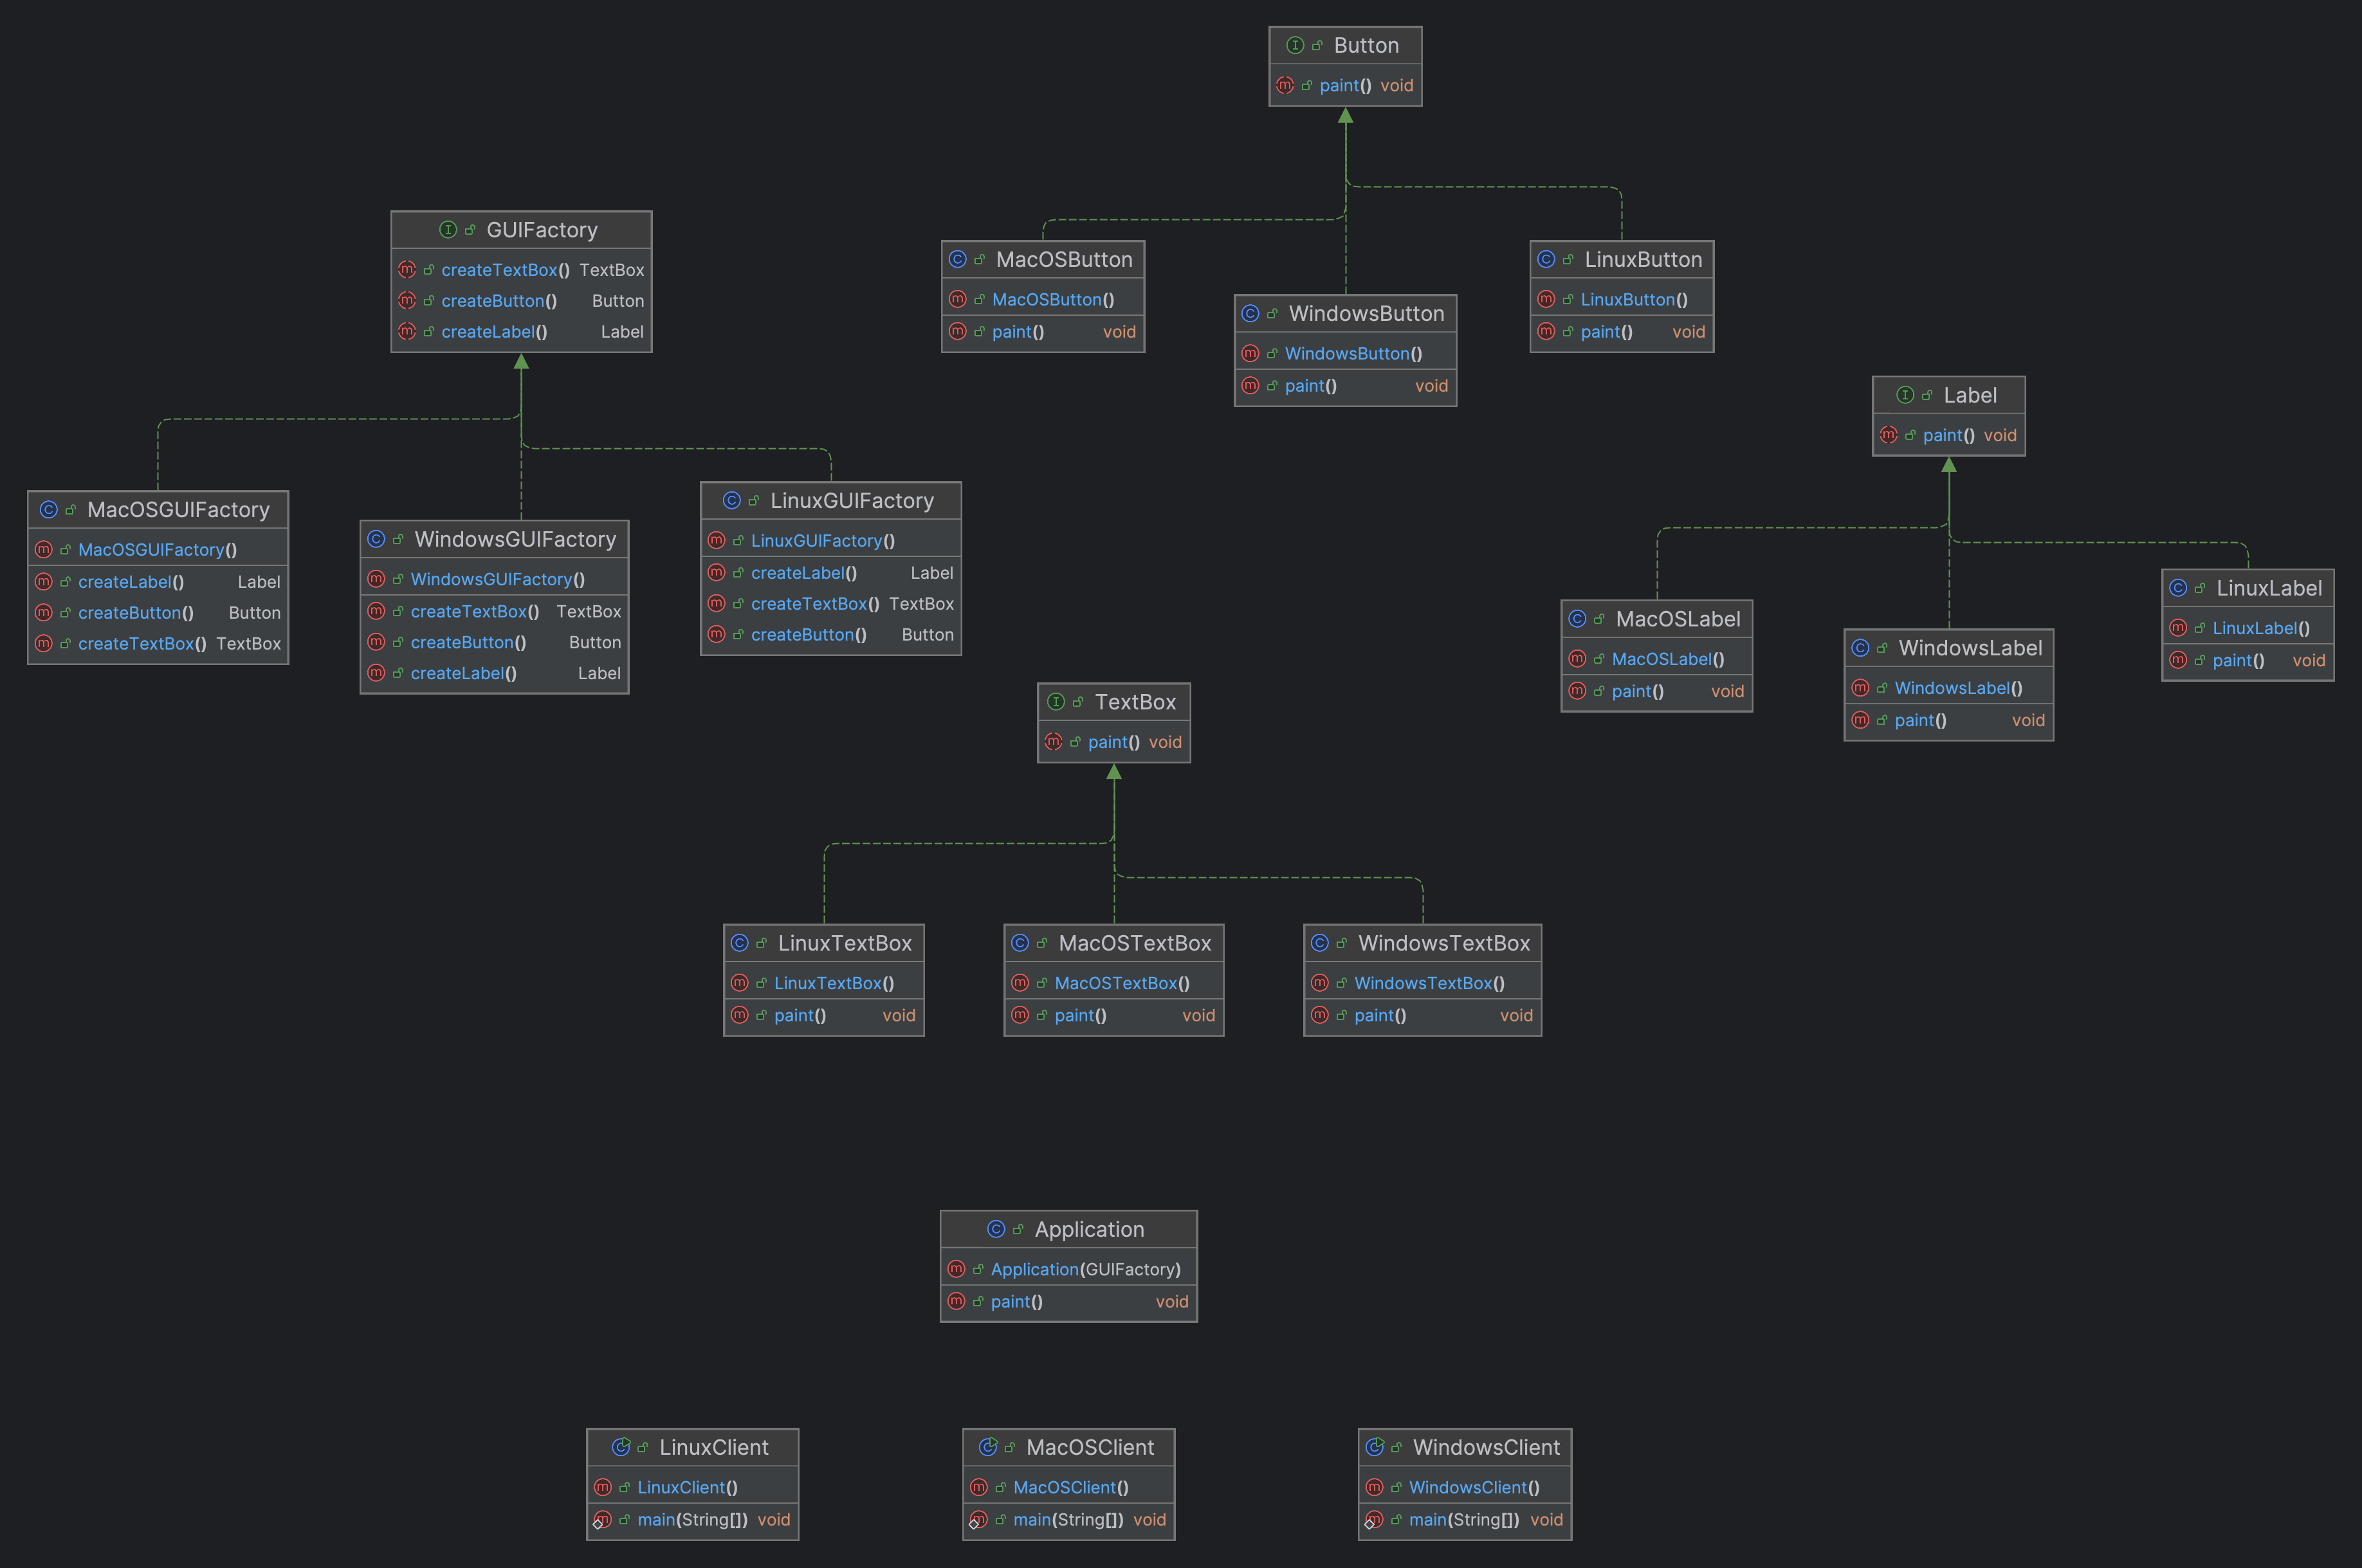 Button
paint() void
GUIFactory
createTextBox() TextBox
createButton() Button
createLabel() Label
MacOSButton
MacOSButton()
paint() void
WindowsButton
WindowsButton()
paint() void
LinuxButton
LinuxButton()
paint() void
Label
paint() void
MacOSGUIFactory
MacOSGUIFactory()
createLabel() Label
createButton() Button
createTextBox() TextBox
WindowsGUIFactory
WindowsGUIFactory()
createTextBox() TextBox
createButton() Button
createLabel() Label
LinuxGUIFactory
LinuxGUIFactory()
createLabel() Label
createTextBox() TextBox
createButton() Button
MacOSLabel
MacOSLabel()
paint() void
WindowsLabel
WindowsLabel()
paint() void
LinuxLabel
LinuxLabel()
paint() void
TextBox
paint() void
LinuxTextBox
LinuxTextBox()
paint() void
MacOSTextBox
MacOSTextBox()
paint() void
WindowsTextBox
WindowsTextBox()
paint() void
Application
Application(GUIFactory)
paint() void
LinuxClient
LinuxClient()
main(String[]) void
MacOSClient
MacOSClient()
main(String[]) void
WindowsClient
WindowsClient()
main(String[]) void